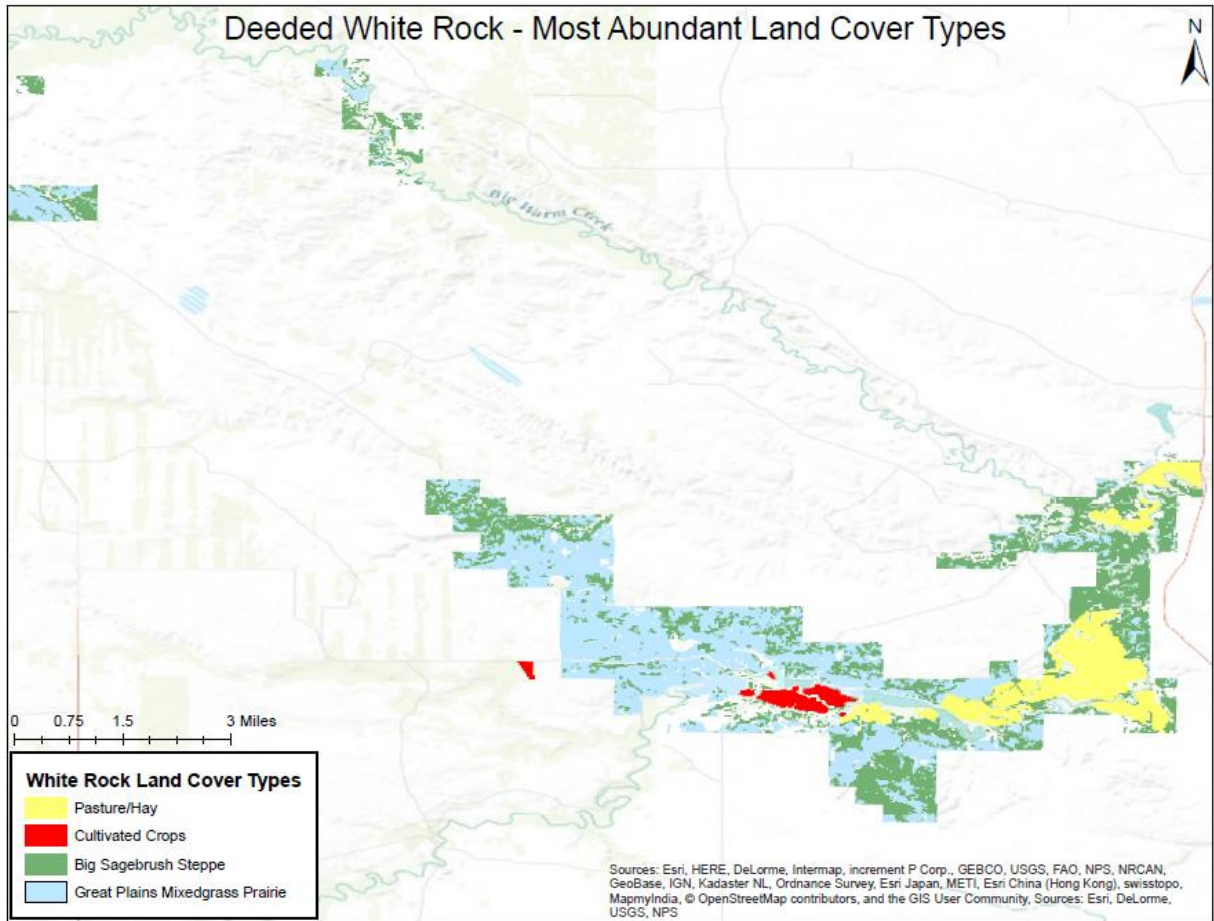 Deeded White Rock - Most Abundant Land Cover Types
N
Big Warm Creek
0 0.75 1.5 3 Miles
White Rock Land Cover Types
Pasture/Hay
Cultivated Crops
Big Sagebrush Steppe
Great Plains Mixedgrass Prairie
Sources: Esri, HERE, DeLorme, Intermap, increment P Corp., GEBCO, USGS, FAO, NPS, NRCAN,
GeoBase, IGN, Kadaster NL, Ordnance Survey, Esri Japan, METI, Esri China (Hong Kong), swisstopo,
MapmyIndia, © OpenStreetMap contributors, and the GIS User Community, Sources: Esri, DeLorme,
USGS, NPS